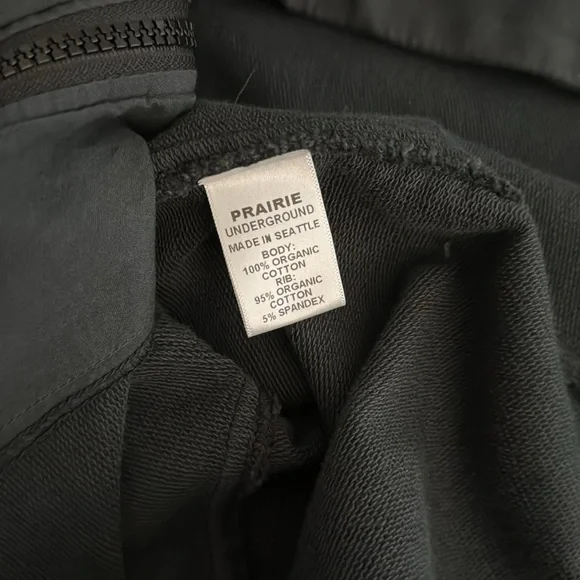 PRAIRIE
UNDERGROUND
MADE IN SEATTLE
BODY:
100% ORGANIC
COTTON
RIB:
95% ORGANIC
COTTON
5% SPANDEX